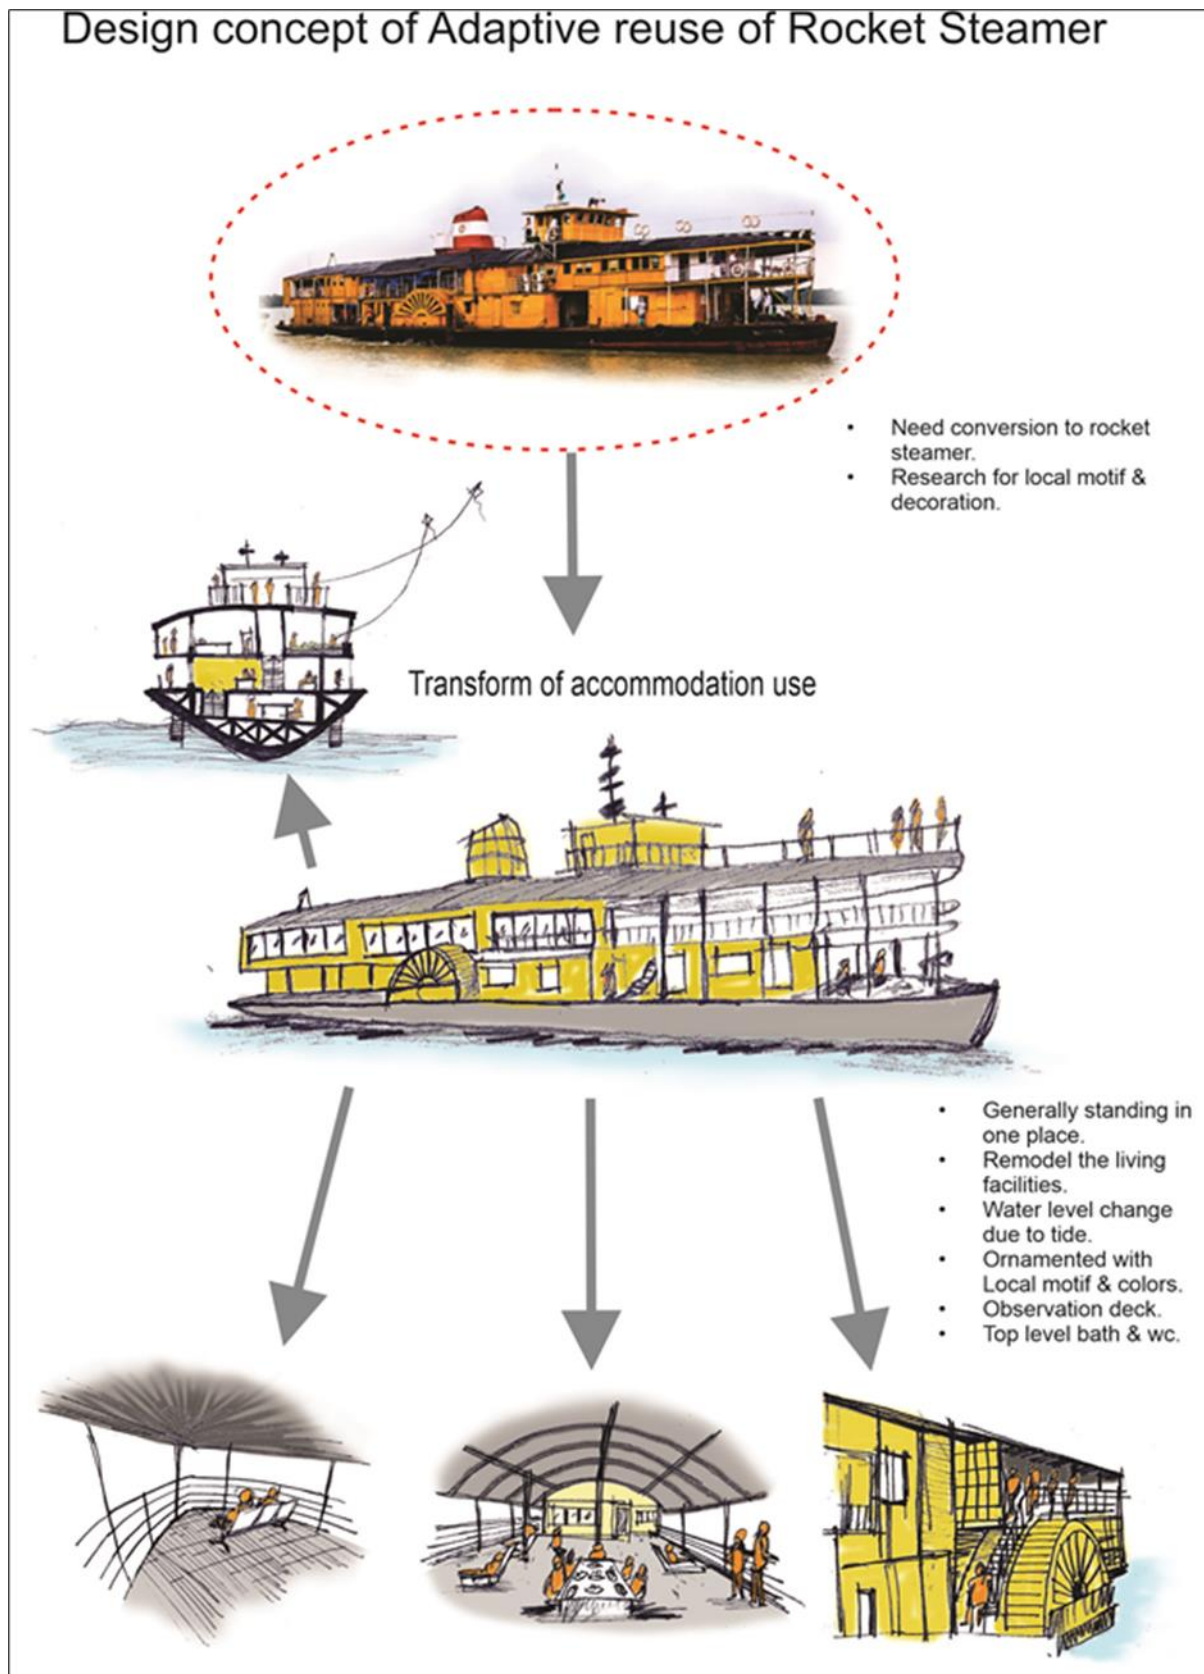 Design concept of Adaptive reuse of Rocket Steamer
• Need conversion to rocket
steamer.
• Research for local motif &
decoration.
Transform of accommodation use
• Generally standing in
one place.
• Remodel the living
facilities.
• Water level change
due to tide.
• Ornamented with
Local motif & colors.
• Observation deck.
• Top level bath & wc.